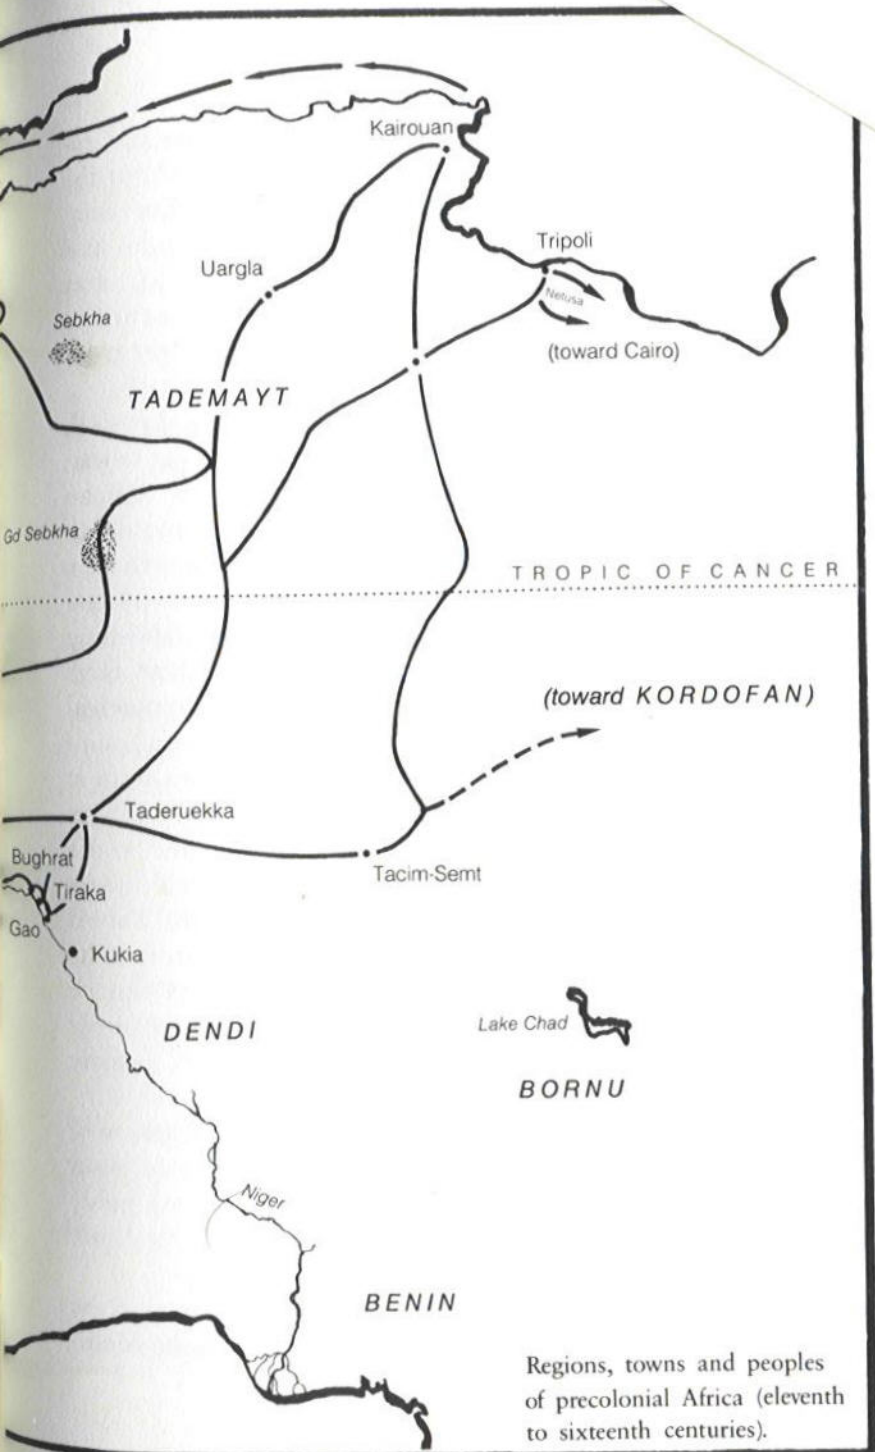 Kairouan
Tripoli
Uargla
Netusa
Sebkha
(toward Cairo)
TADEMAYT
Gd Sebkha
TROPIC OF CANCER
(toward KORDOFAN)
Taderuekka
Bughrat
Tacim-Semt
Tiraka
Gao
Kukia
DENDI
Lake Chad
BORNU
Niger
BENIN
Regions, towns and peoples
of precolonial Africa (eleventh
to sixteenth centuries).